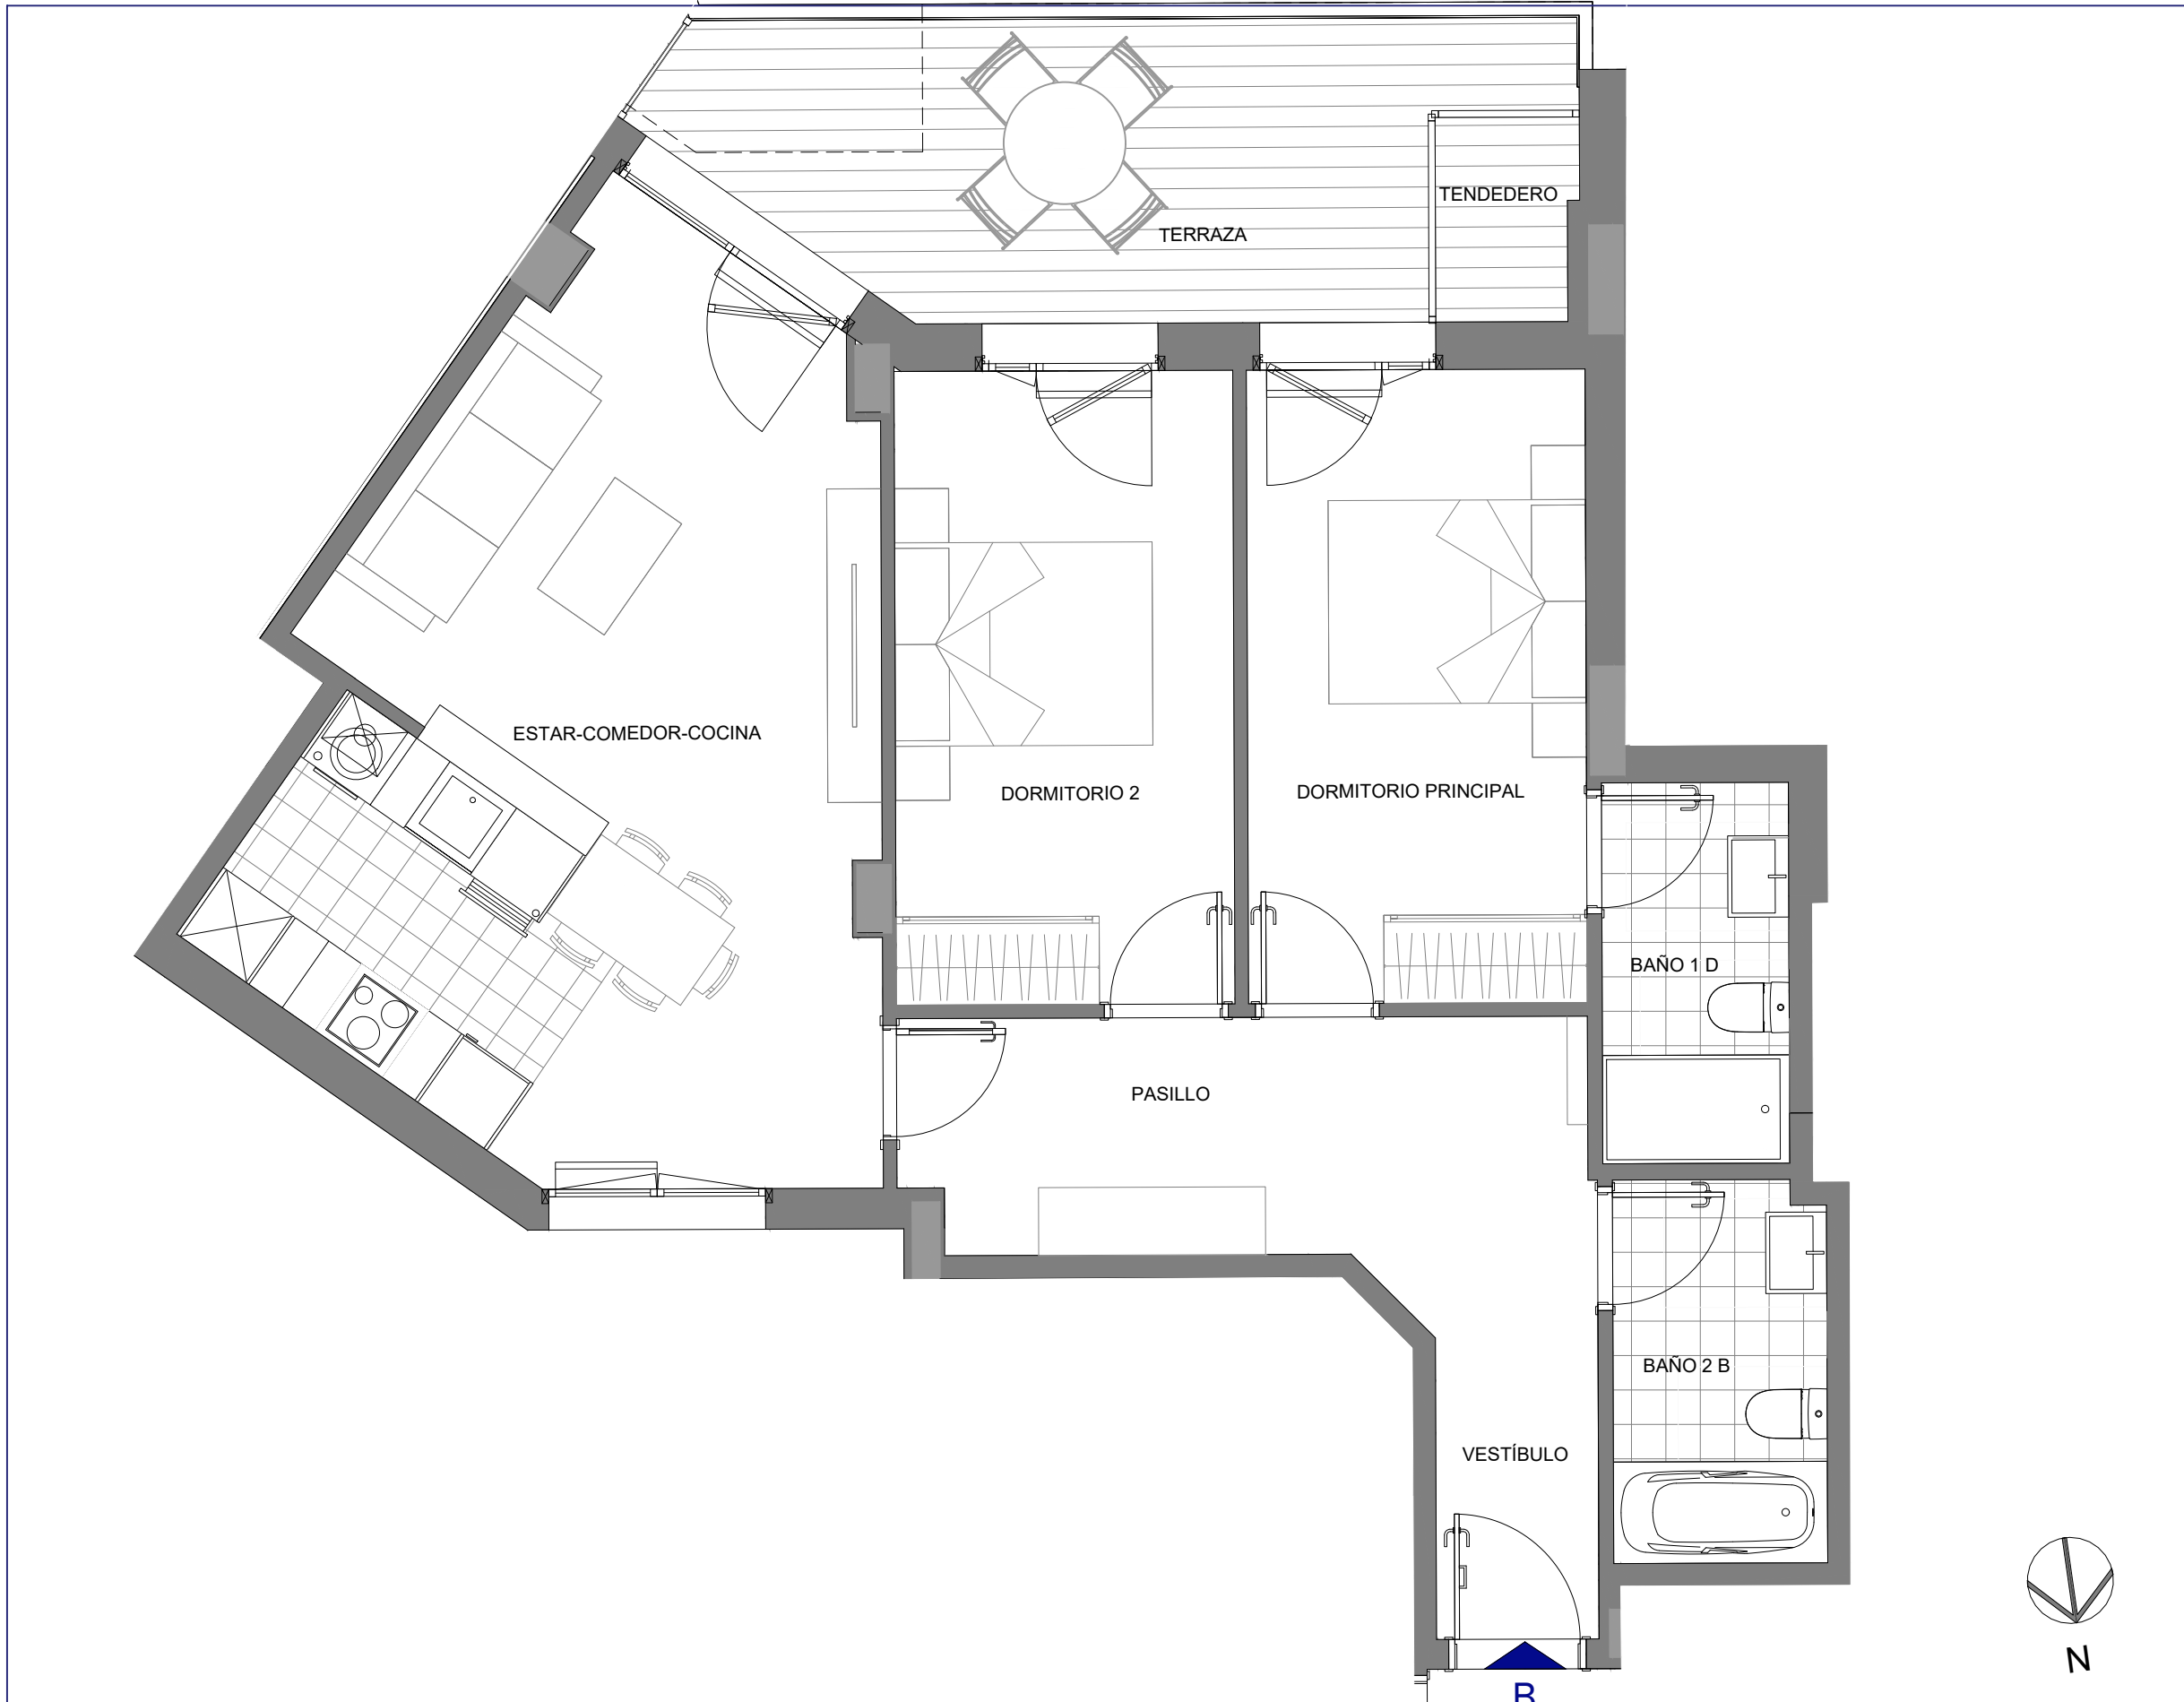 TENDEDERO
TERRAZA
ESTAR-COMEDOR-COCINA
DORMITORIO 2
DORMITORIO PRINCIPAL
BAÑO 1 D
PASILLO
BAÑO 2 B
VESTÍBULO
N
B